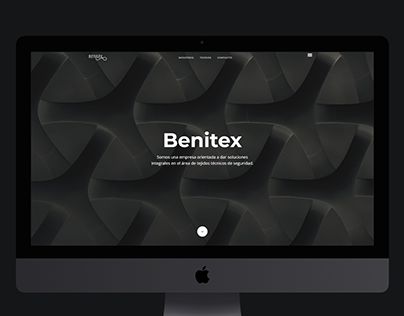 BENITEX
NOSOTROS TEJIDOS CONTACTO
Benitex
Somos una empresa orientada a dar soluciones
integrales en el área de tejidos técnicos de seguridad.